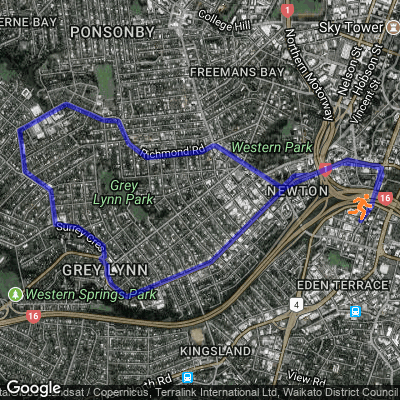 ERNE BAY
PONSONBY
College Hill
1
Sky Tower
Nelson St
Hobson St
Vincent St
FREEMANS BAY
Northern Motorway
Richmond Rd
Western Park
Grey
Lynn Park
NEWTON
16
Surrey Cres
GREY LYNN
Western Springs Park
EDEN TERRACE
4
16
KINGSLAND
View Rd
Google
Landsat / Copernicus, Terralink International Ltd, Waikato District Council